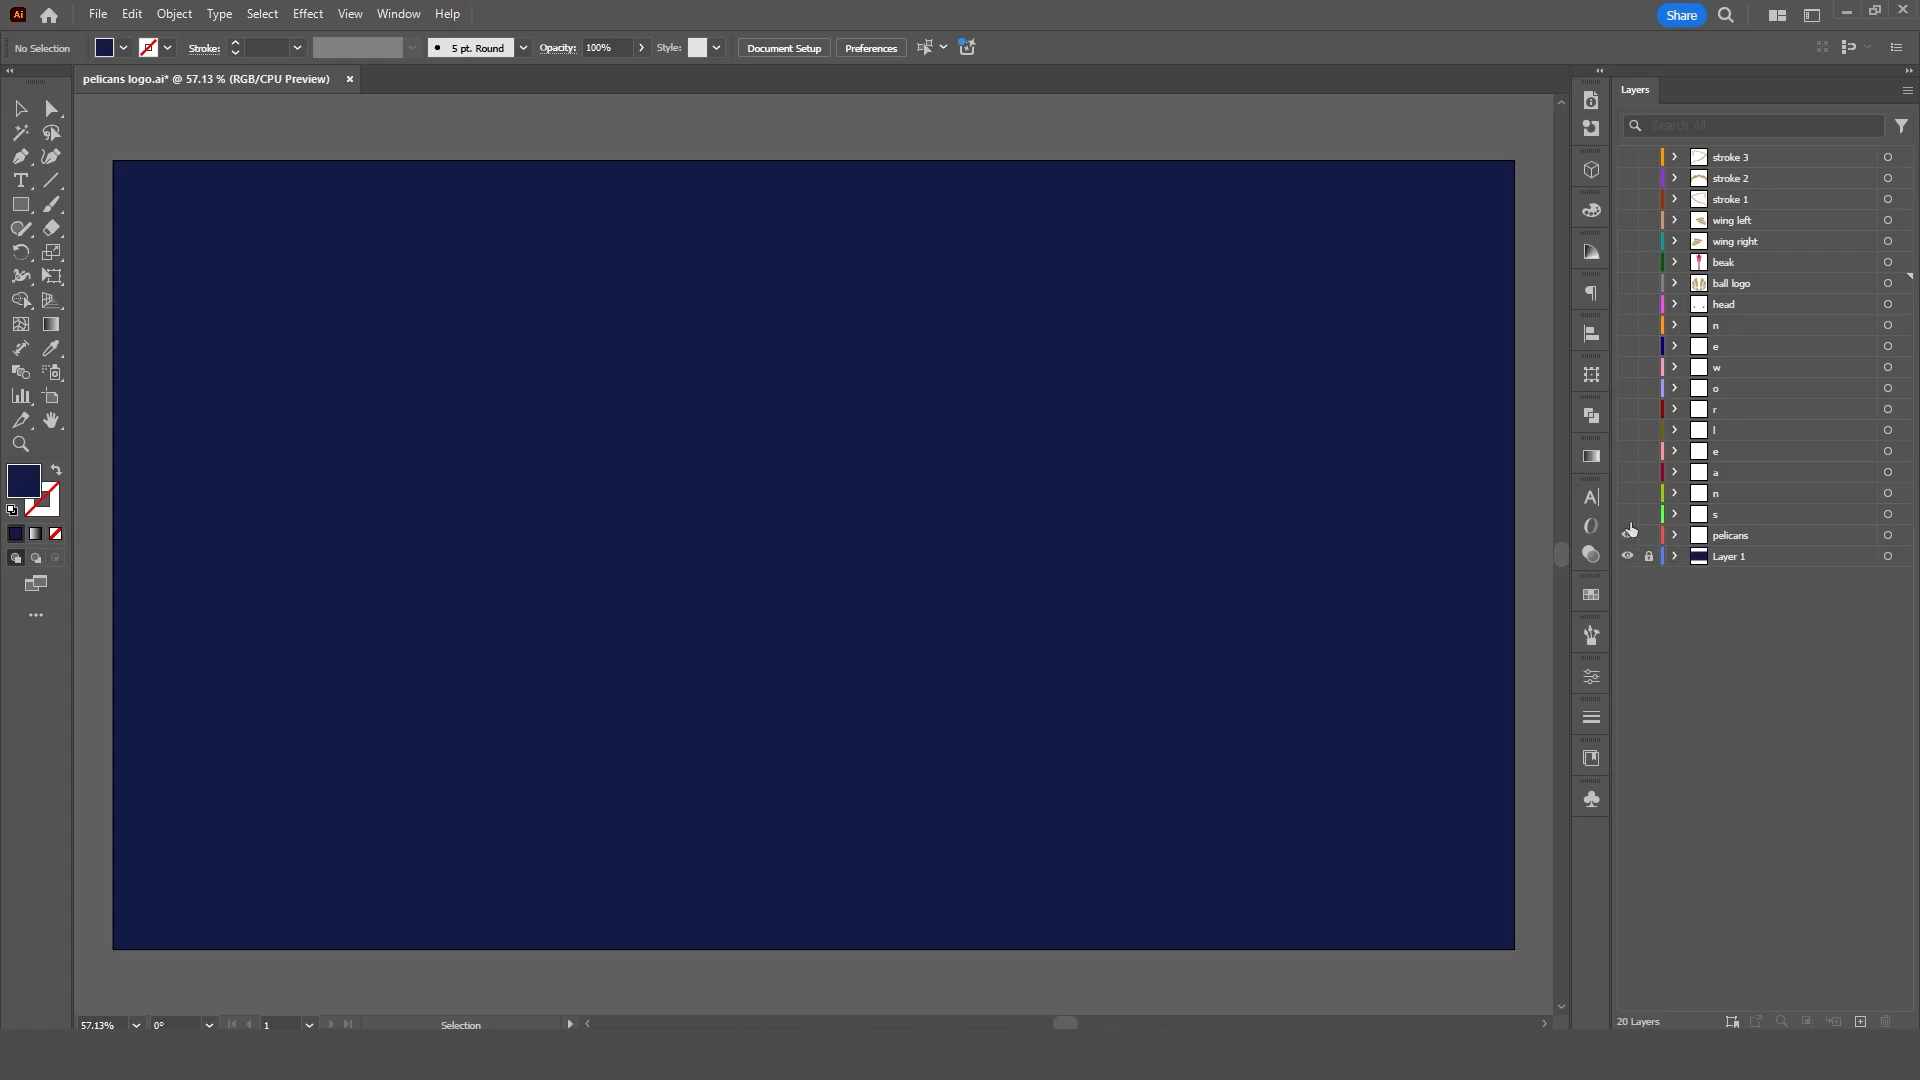 File Edit Object Type Select Effect View Window Help Share
No Selection Stroke: 5 pt. Round Opacity: 100% Style: Document Setup Preferences
pelicans logo.ai* @ 57.13 % (RGB/CPU Preview)
Layers
Search All
stroke 3
stroke 2
stroke 1
wing left
wing right
beak
ball logo
head
n
e
w
o
r
l
e
a
n
s
pelicans
Layer 1
57.13% 0° 1 Selection
20 Layers